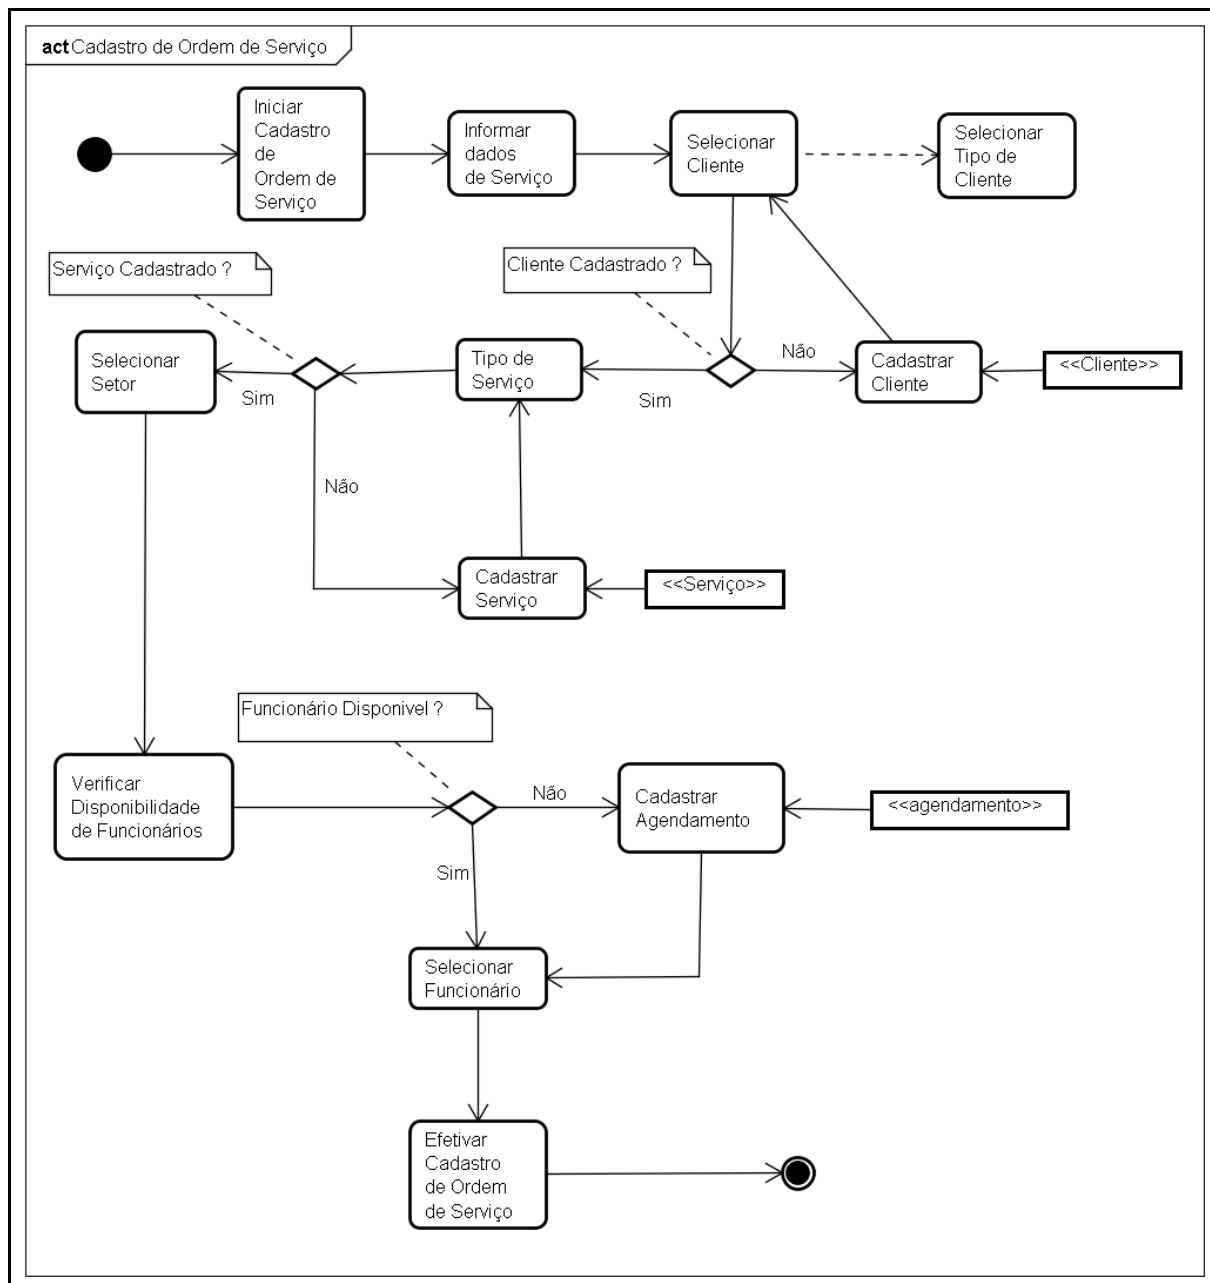 act Cadastro de Ordem de Serviço
Iniciar
Cadastro
de
Ordem de
Serviço
Informar
dados
de Serviço
Selecionar
Cliente
Selecionar
Tipo de
Cliente
Serviço Cadastrado ?
Cliente Cadastrado ?
Selecionar
Setor
Sim
Tipo de
Serviço
Sim
Não
Cadastrar
Cliente
<<Cliente>>
Não
Cadastrar
Serviço
<<Serviço>>
Funcionário Disponivel ?
Verificar
Disponibilidade
de Funcionários
Não
Cadastrar
Agendamento
<<agendamento>>
Sim
Selecionar
Funcionário
Efetivar
Cadastro
de Ordem
de Serviço